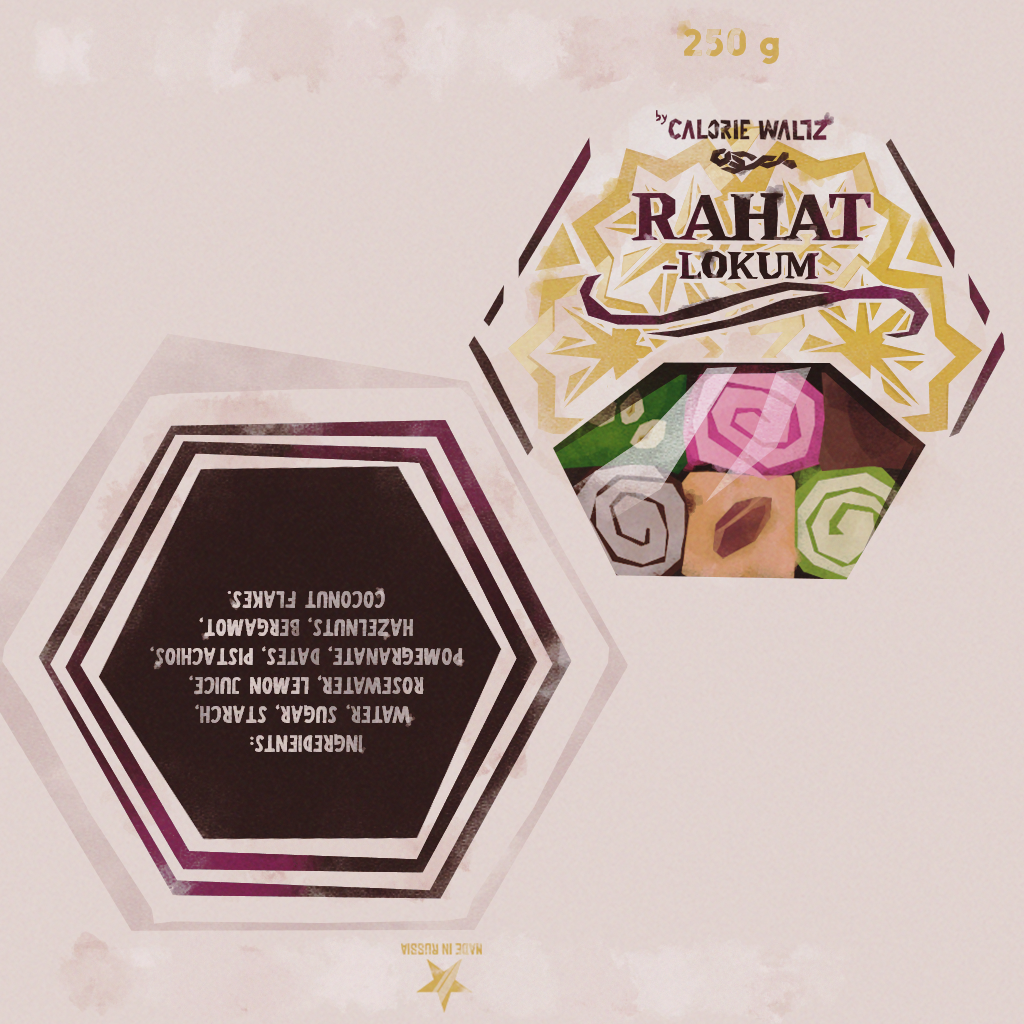 250 g
by CALORIE WALTZ
RAHAT
-LOKUM
INGREDIENTS:
WATER, SUGAR, STARCH,
ROSEWATER, LEMON JUICE,
POMEGRANATE, DATES, PISTACHIOS,
HAZELNUTS, BERGAMOT,
COCONUT FLAKES.
MADE IN RUSSIA